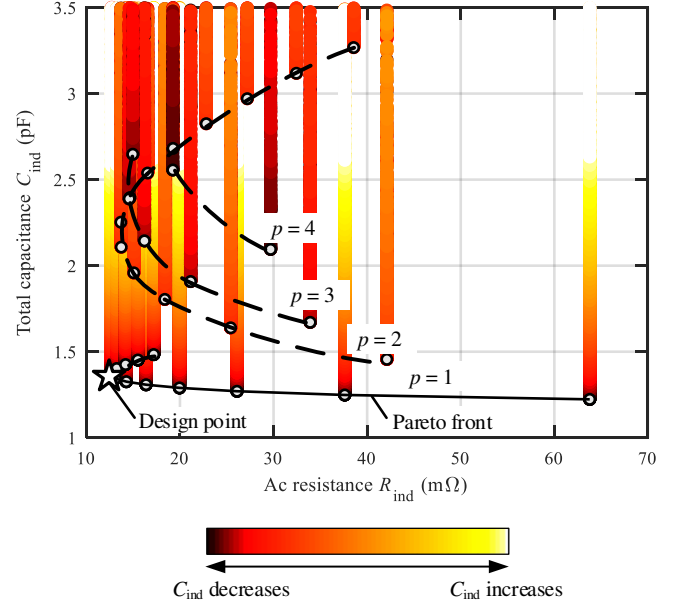 3.5
3
2.5
2
1.5
1
Total capacitance C_ind (pF)
p = 4
p = 3
p = 2
p = 1
Design point
Pareto front
10 20 30 40 50 60 70
Ac resistance R_ind (mΩ)
C_ind decreases
C_ind increases